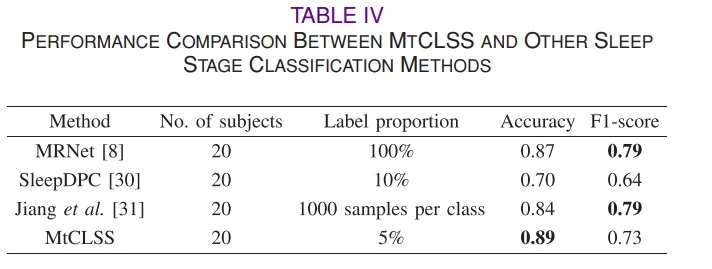 TABLE IV
PERFORMANCE COMPARISON BETWEEN MTCLSS AND OTHER SLEEP
STAGE CLASSIFICATION METHODS
Method No. of subjects Label proportion Accuracy F1-score
MRNet [8] 20 100% 0.87 0.79
SleepDPC [30] 20 10% 0.70 0.64
Jiang et al. [31] 20 1000 samples per class 0.84 0.79
MtCLSS 20 5% 0.89 0.73